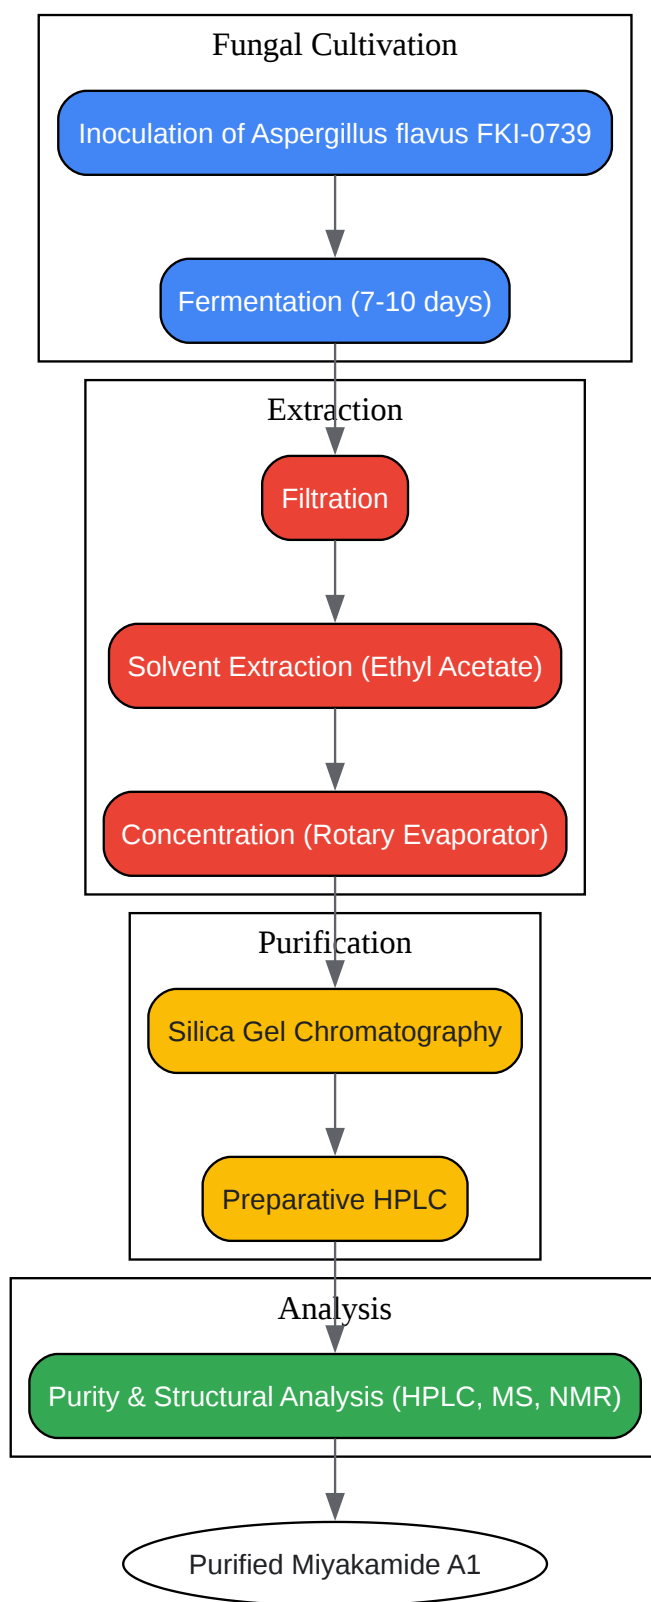 Fungal Cultivation
Inoculation of Aspergillus flavus FKI-0739
Fermentation (7-10 days)
Extraction
Filtration
Solvent Extraction (Ethyl Acetate)
Concentration (Rotary Evaporator)
Purification
Silica Gel Chromatography
Preparative HPLC
Analysis
Purity & Structural Analysis (HPLC, MS, NMR)
Purified Miyakamide A1